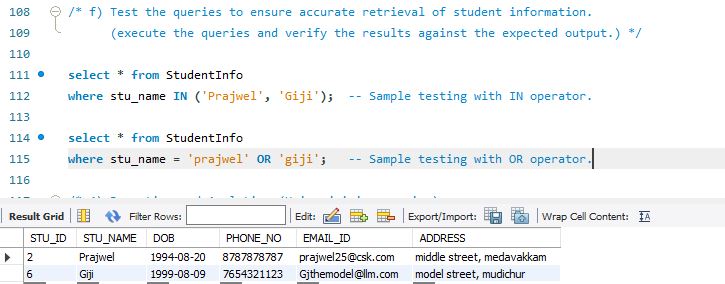 108 /* f) Test the queries to ensure accurate retrieval of student information.
109 (execute the queries and verify the results against the expected output.) */
110
111 select * from StudentInfo
112 where stu_name IN ('Prajwel', 'Giji'); -- Sample testing with IN operator.
113
114 select * from StudentInfo
115 where stu_name = 'prajwel' OR 'giji'; -- Sample testing with OR operator.
116
Result Grid Filter Rows: Edit: Export/Import: Wrap Cell Content:
STU_ID STU_NAME DOB PHONE_NO EMAIL_ID ADDRESS
2 Prajwel 1994-08-20 8787878787 prajwel25@csk.com middle street, medavakkam
6 Giji 1999-08-09 7654321123 Gjthemodel@llm.com model street, mudichur